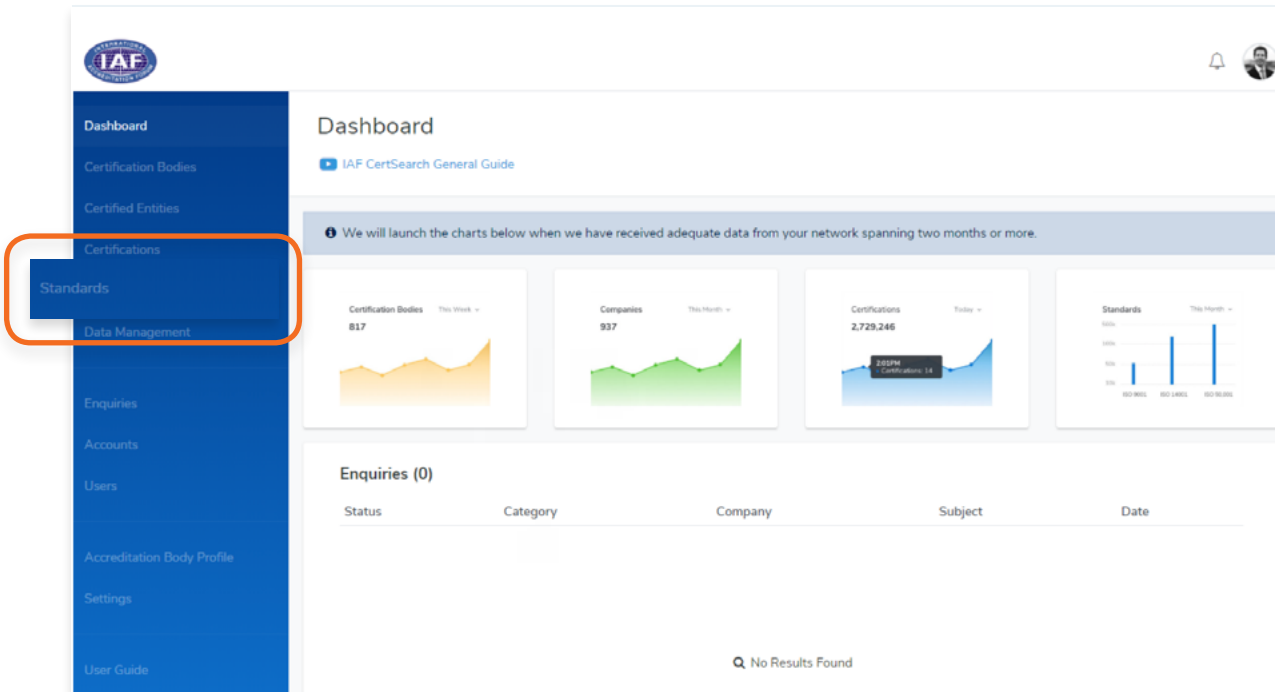 IAF
Dashboard
Certification Bodies
Certified Entities
Certifications
Standards
Data Management
Enquiries
Accounts
Users
Accreditation Body Profile
Settings
User Guide
Dashboard
IAF CertSearch General Guide
We will launch the charts below when we have received adequate data from your network spanning two months or more.
Certification Bodies This Week
817
Companies This Month
937
Certifications Today
2,729,246
2:01PM
Certifications: 14
Standards This Month
ISO 9001 ISO 14001
Enquiries (0)
Status Category Company Subject Date
No Results Found